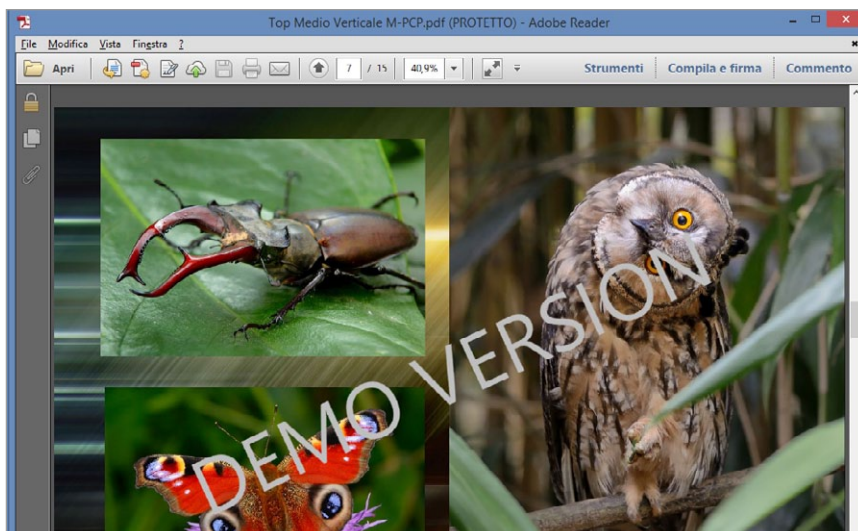 Top Medio Verticale M-PCP.pdf (PROTETTO) - Adobe Reader
File Modifica Vista Finestra ?
Apri 7 / 15 40,9% Strumenti Compila e firma Commento
DEMO VERSION